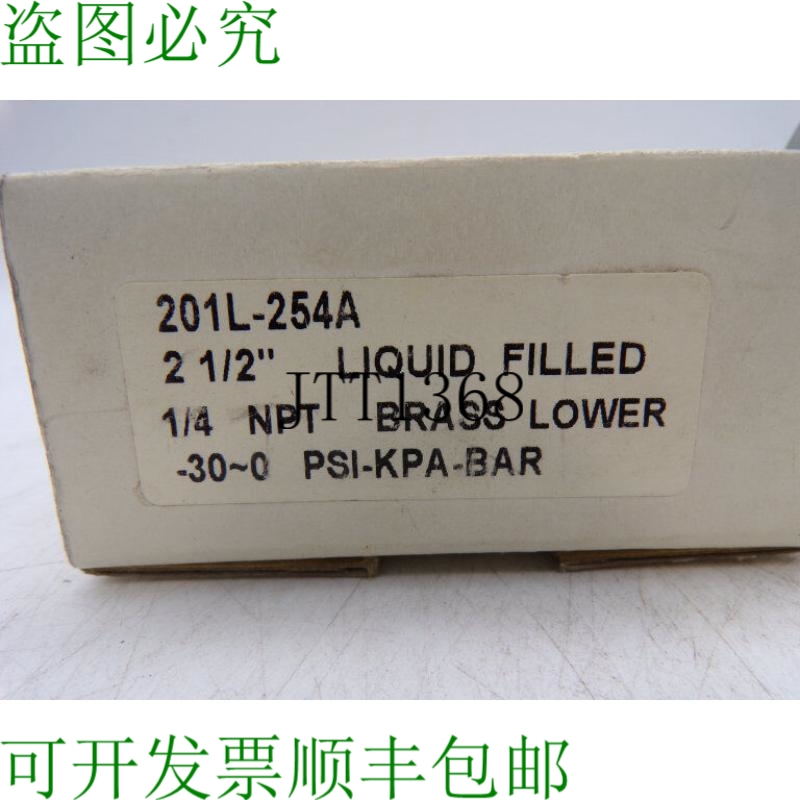 盗图必究
201L-254A
2 1/2" LIQUID FILLED
JTT1368
1/4 NPT BRASS LOWER
-30~0 PSI-KPA-BAR
可开发票顺丰包邮